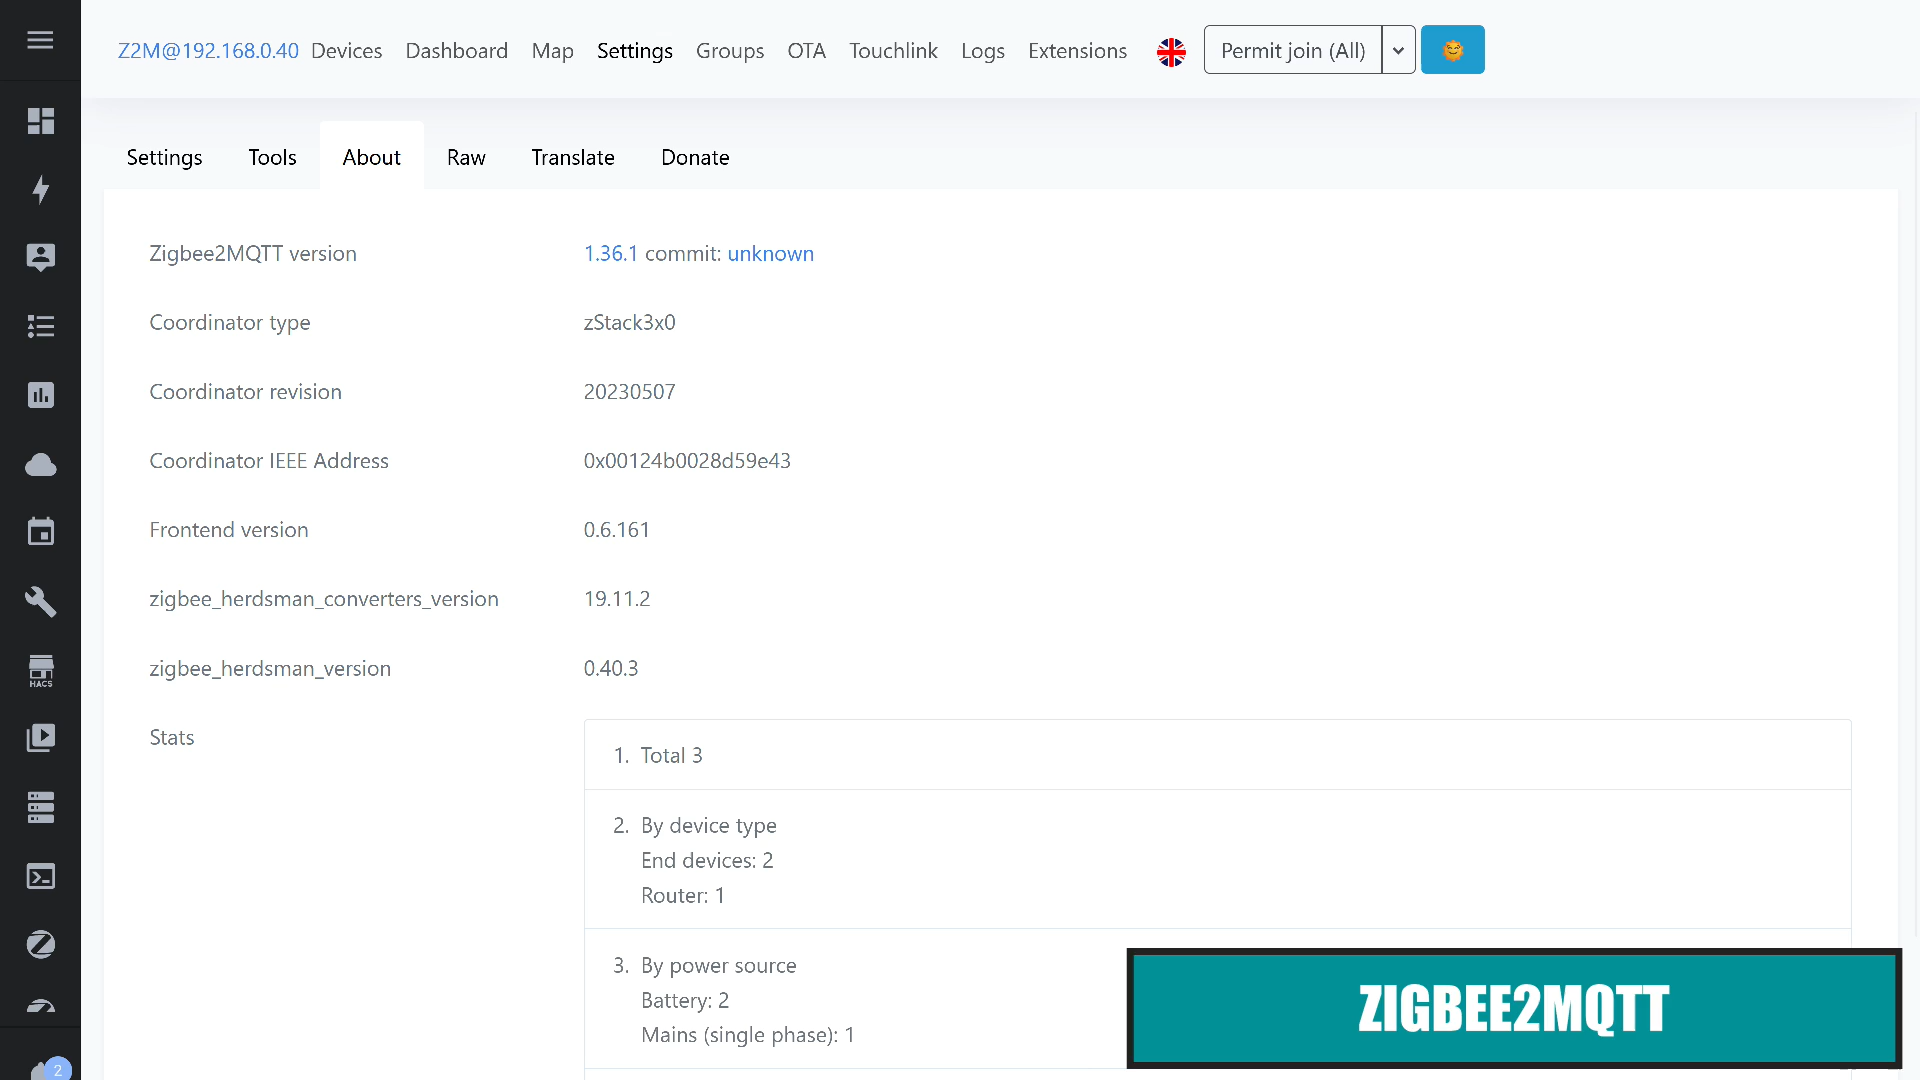 Z2M@192.168.0.40 Devices Dashboard Map Settings Groups OTA Touchlink Logs Extensions Permit join (All)
Settings Tools About Raw Translate Donate
Zigbee2MQTT version 1.36.1 commit: unknown
Coordinator type zStack3x0
Coordinator revision 20230507
Coordinator IEEE Address 0x00124b0028d59e43
Frontend version 0.6.161
zigbee_herdsman_converters_version 19.11.2
HACS
zigbee_herdsman_version 0.40.3
Stats
1. Total 3
2. By device type
End devices: 2
Router: 1
3. By power source
Battery: 2
Mains (single phase): 1
ZIGBEE2MQTT
2